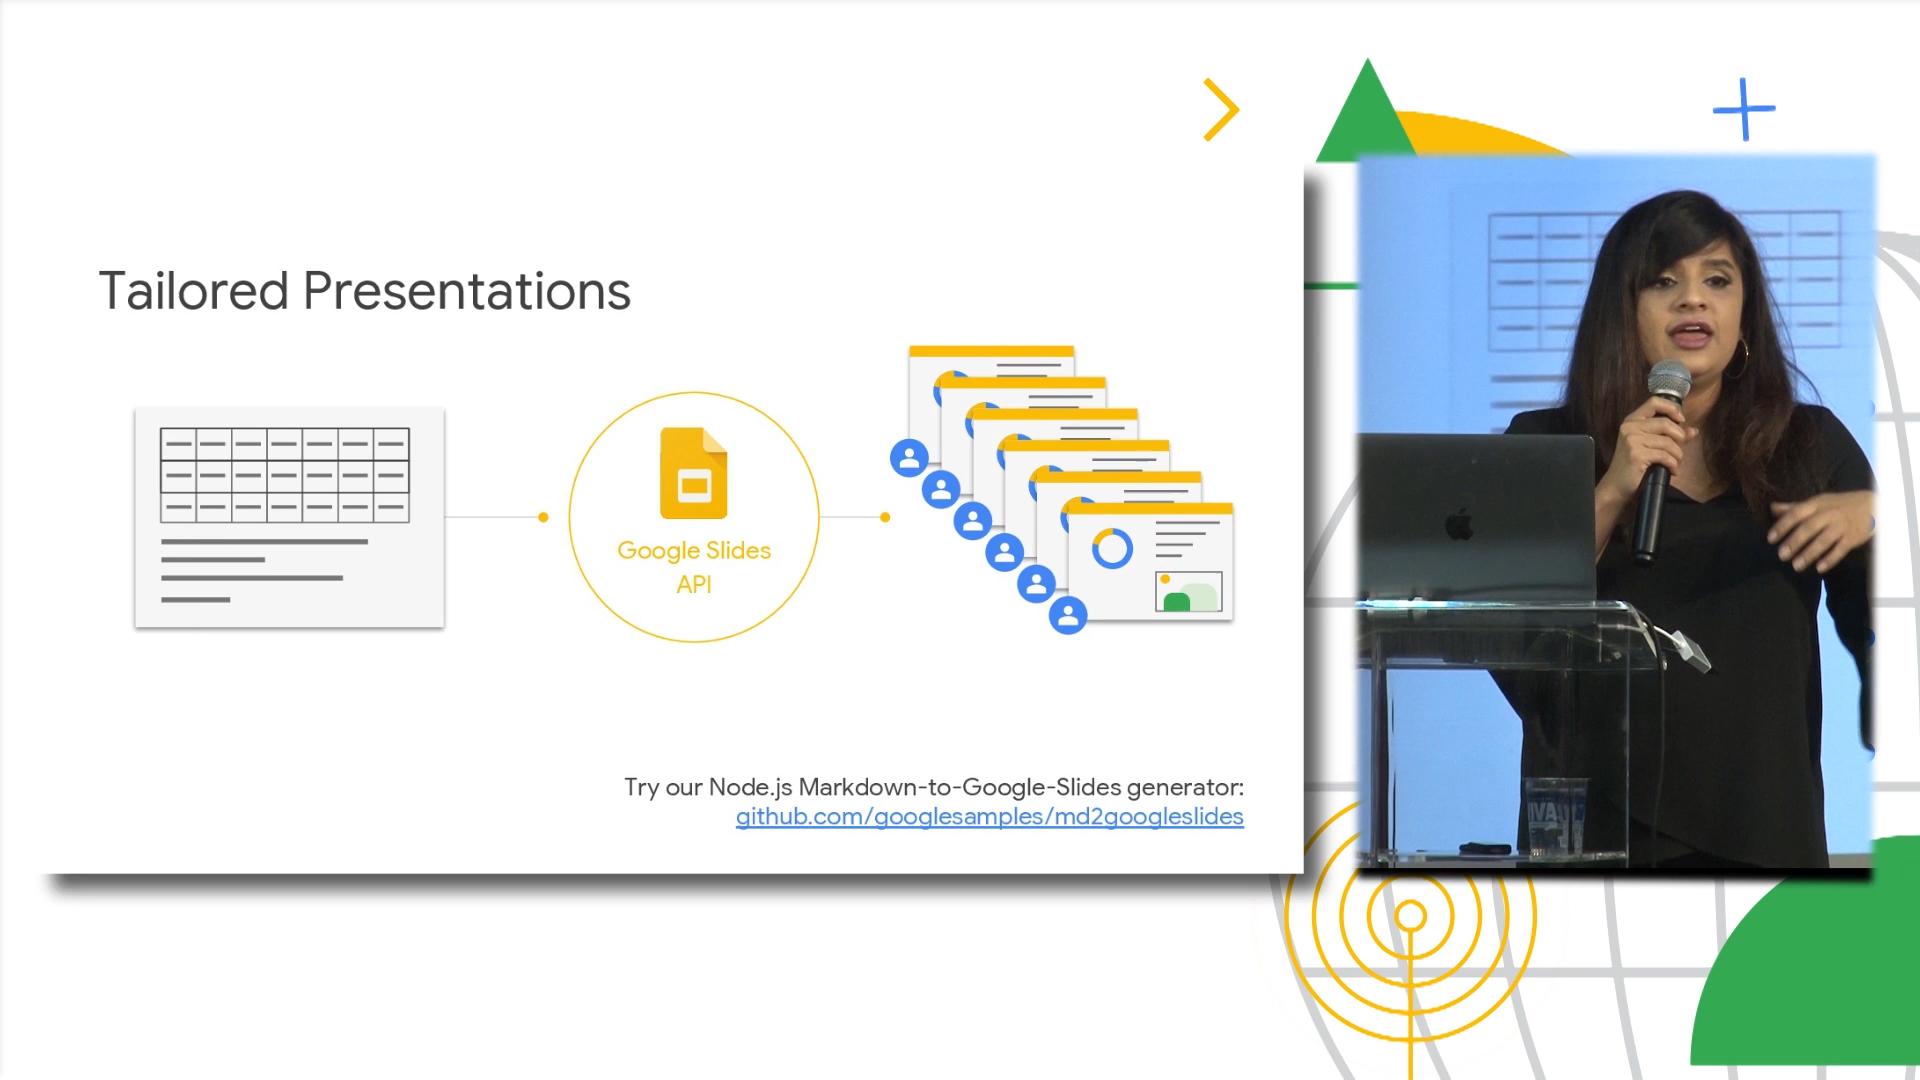 Tailored Presentations
Google Slides
API
Try our Node.js Markdown-to-Google-Slides generator:
github.com/googlesamples/md2googleslides